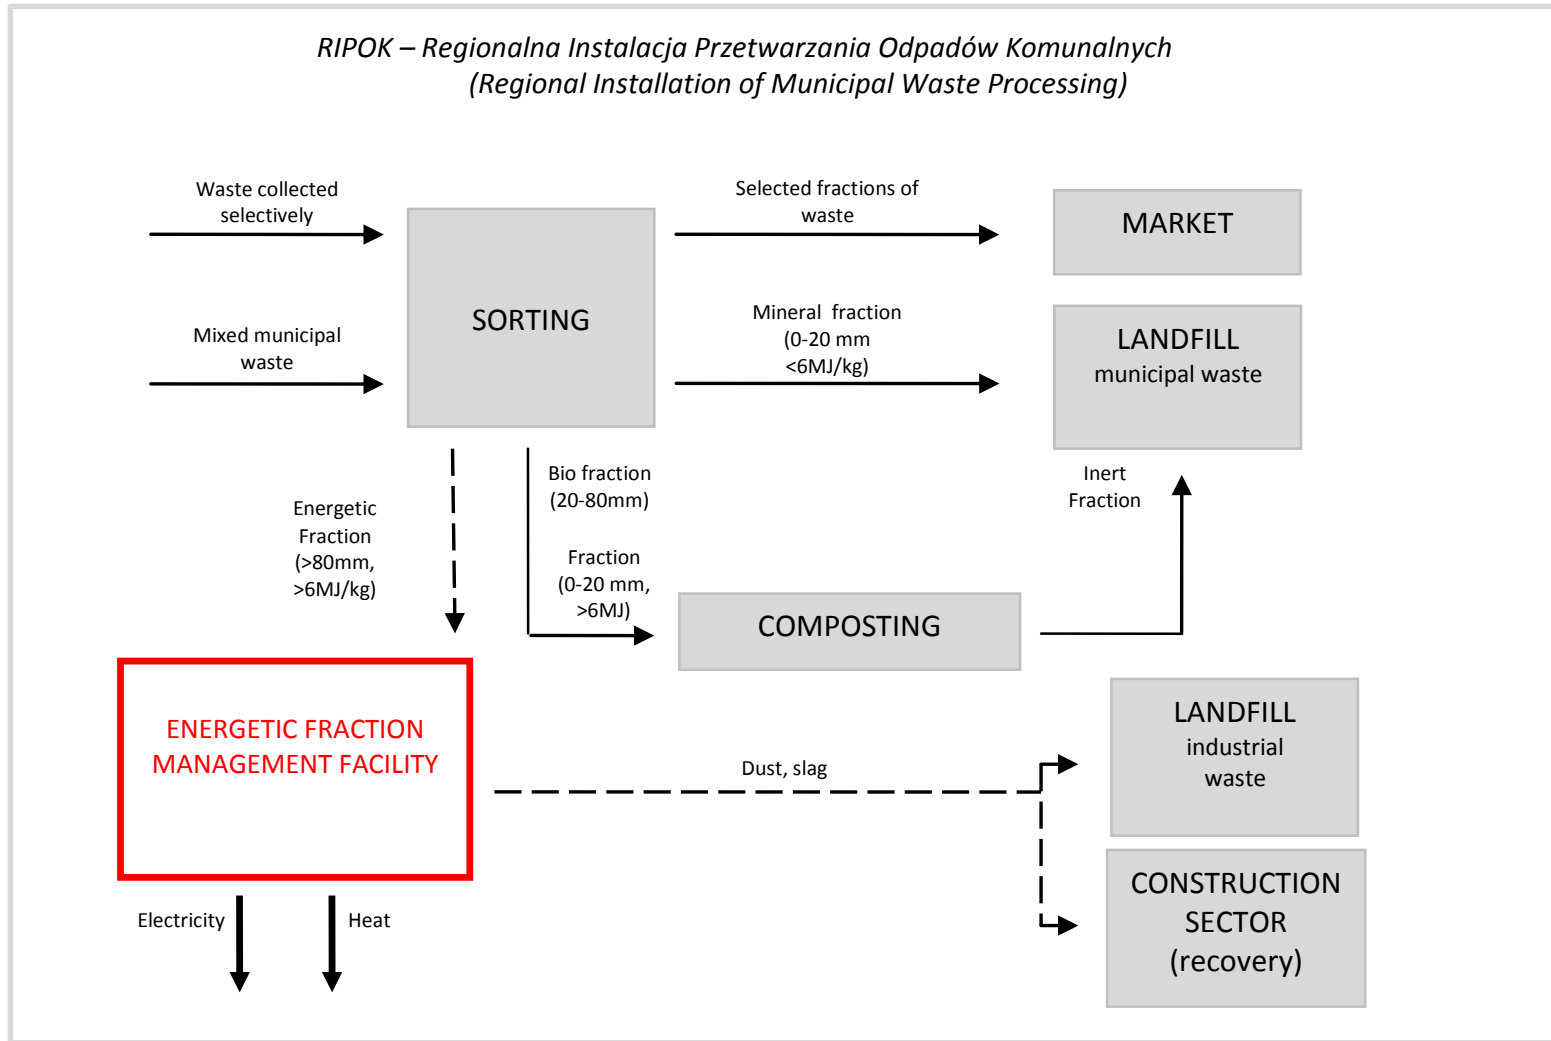 RIPOK – Regionalna Instalacja Przetwarzania Odpadów Komunalnych
(Regional Installation of Municipal Waste Processing)
Waste collected
selectively
Selected fractions of
waste
MARKET
SORTING
Mixed municipal
waste
Mineral fraction
(0-20 mm
<6MJ/kg)
LANDFILL
municipal waste
Energetic
Fraction
(>80mm,
>6MJ/kg)
Bio fraction
(20-80mm)
Fraction
(0-20 mm,
>6MJ)
Inert
Fraction
COMPOSTING
ENERGETIC FRACTION
MANAGEMENT FACILITY
Dust, slag
LANDFILL
industrial
waste
CONSTRUCTION
SECTOR
(recovery)
Electricity
Heat